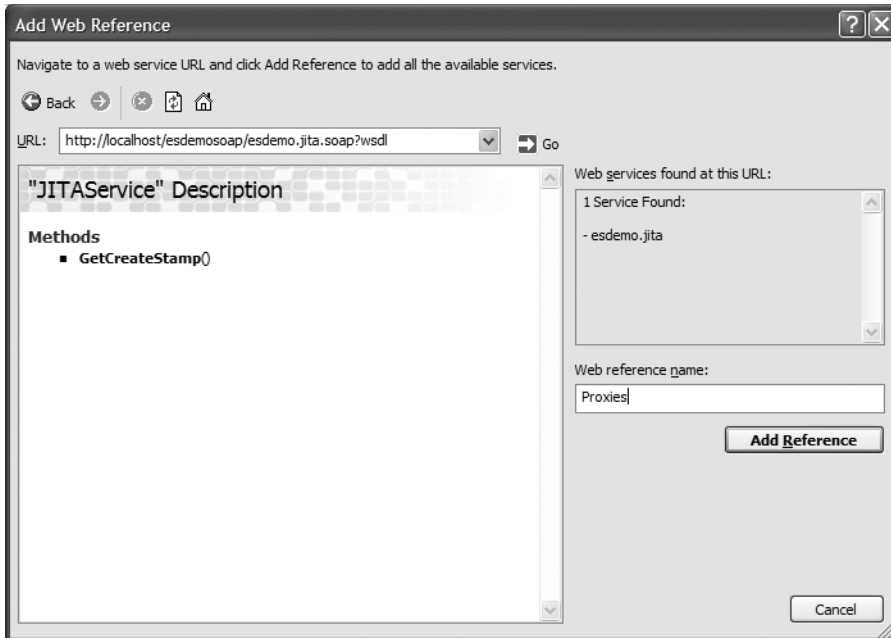 Add Web Reference
Navigate to a web service URL and click Add Reference to add all the available services.
Back
URL: http://localhost/esdemosoap/esdemo.jita.soap?wsdl Go
"JITAService" Description
Methods
▪ GetCreateStamp()
Web services found at this URL:
1 Service Found:
- esdemo.jita
Web reference name:
Proxies
Add Reference
Cancel